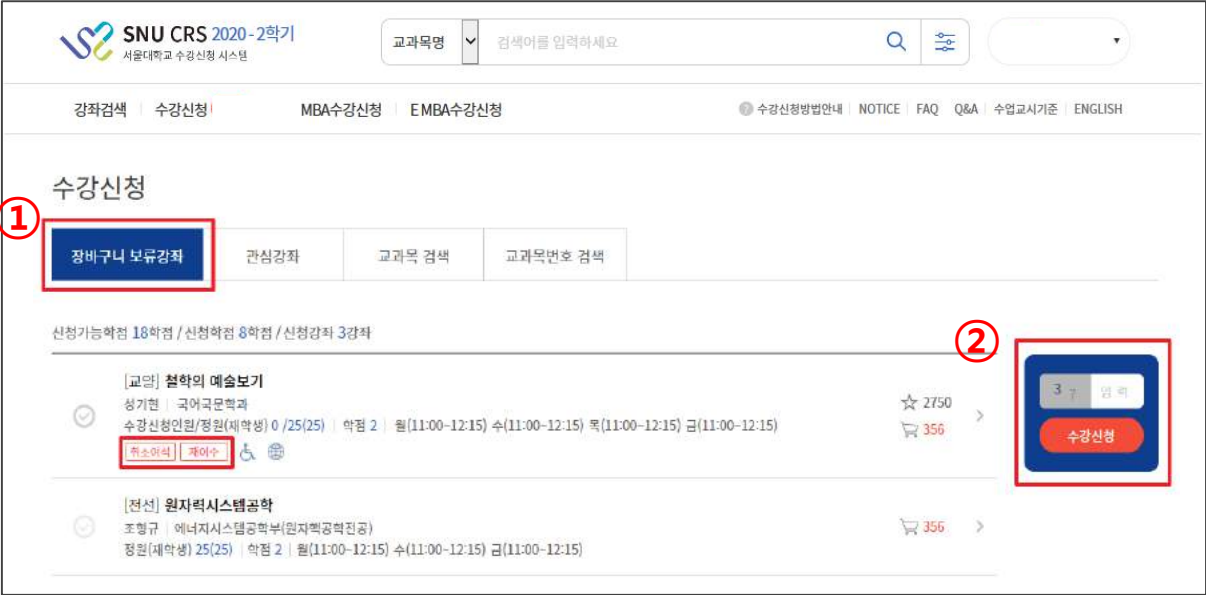 SNU CRS 2020-2학기
서울대학교 수강신청 시스템
교과목명
검색어를 입력하세요
강좌검색 수강신청 MBA수강신청 EMBA수강신청
수강신청방법안내 NOTICE FAQ Q&A 수업교시기준 ENGLISH
수강신청
①
장바구니 보류강좌 관심강좌 교과목 검색 교과목번호 검색
신청가능학점 18학점 / 신청학점 8학점 / 신청강좌 3강좌
②
[교양] 철학의 예술보기
성기현 국어국문학과
수강신청인원/정원(재학생) 0 /25(25) 학점 2 월(11:00-12:15) 수(11:00-12:15) 목(11:00-12:15) 금(11:00-12:15)
취소여석 재이수
2750
356
3 7 입력
수강신청
[전선] 원자력시스템공학
조형규 에너지시스템공학부(원자핵공학전공)
정원(재학생) 25(25) 학점 2 월(11:00-12:15) 수(11:00-12:15) 금(11:00-12:15)
356